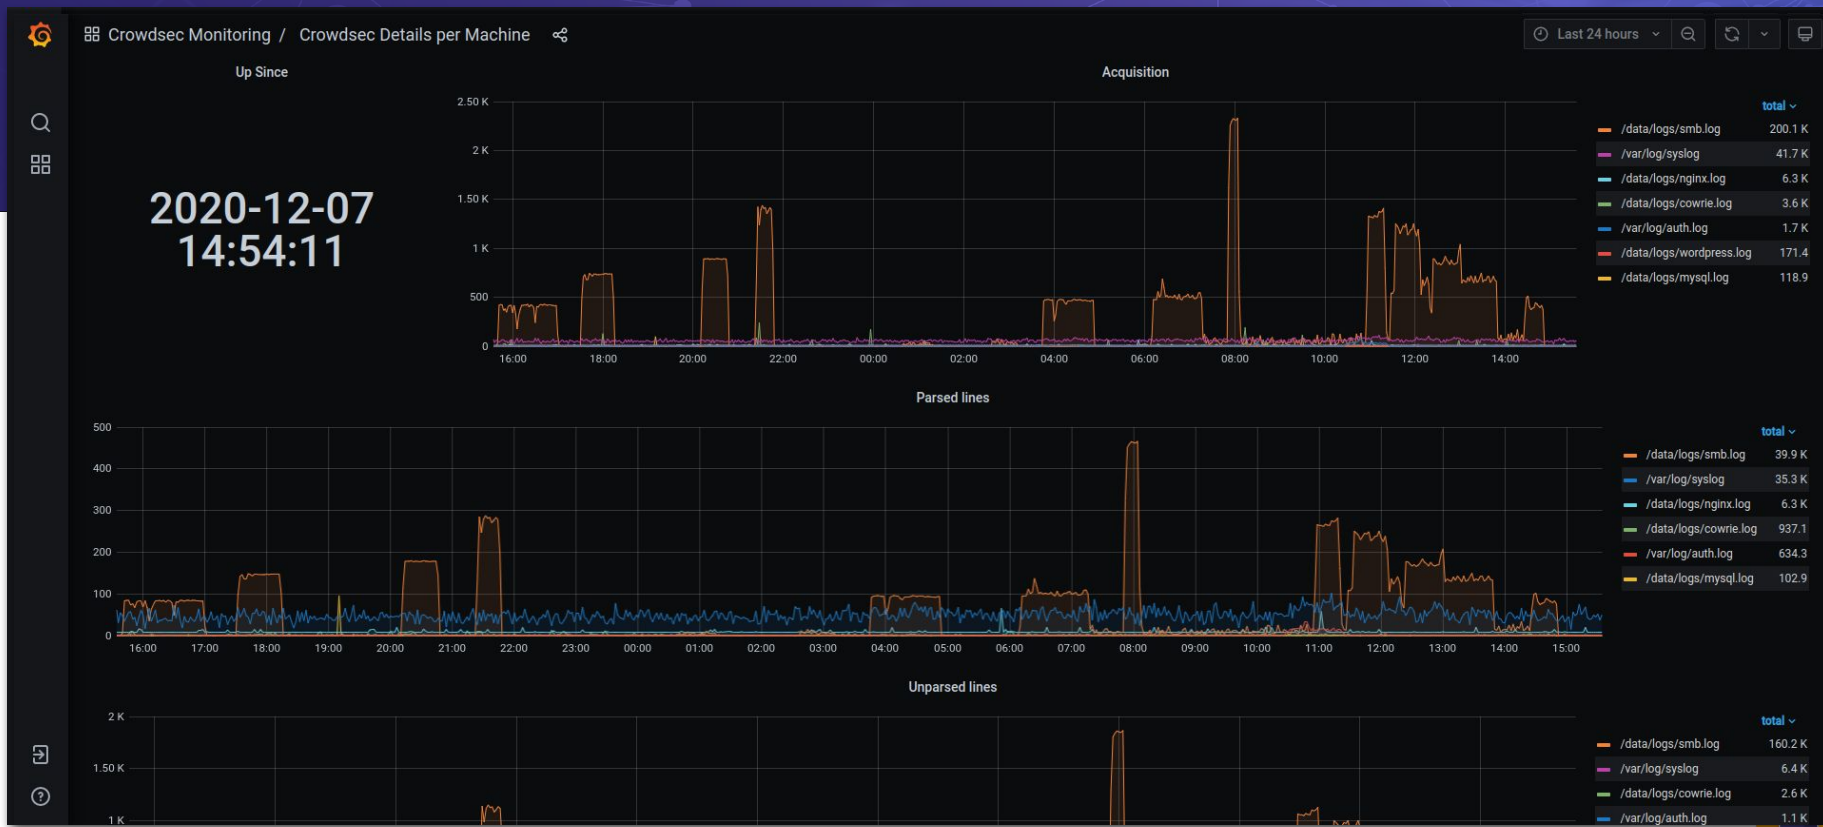 Crowdsec Monitoring / Crowdsec Details per Machine
Last 24 hours
Up Since
2020-12-07
14:54:11
Acquisition
2.50 K
2 K
1.50 K
1 K
500
0
16:00 18:00 20:00 22:00 00:00 02:00 04:00 06:00 08:00 10:00 12:00 14:00
total
/data/logs/smb.log 200.1 K
/var/log/syslog 41.7 K
/data/logs/nginx.log 6.3 K
/data/logs/cowrie.log 3.6 K
/var/log/auth.log 1.7 K
/data/logs/wordpress.log 171.4
/data/logs/mysql.log 118.9
Parsed lines
500
400
300
200
100
0
16:00 17:00 18:00 19:00 20:00 21:00 22:00 23:00 00:00 01:00 02:00 03:00 04:00 05:00 06:00 07:00 08:00 09:00 10:00 11:00 12:00 13:00 14:00 15:00
total
/data/logs/smb.log 39.9 K
/var/log/syslog 35.3 K
/data/logs/nginx.log 6.3 K
/data/logs/cowrie.log 937.1
/var/log/auth.log 634.3
/data/logs/mysql.log 102.9
Unparsed lines
2 K
1.50 K
1 K
total
/data/logs/smb.log 160.2 K
/var/log/syslog 6.4 K
/data/logs/cowrie.log 2.6 K
/var/log/auth.log 1.1 K